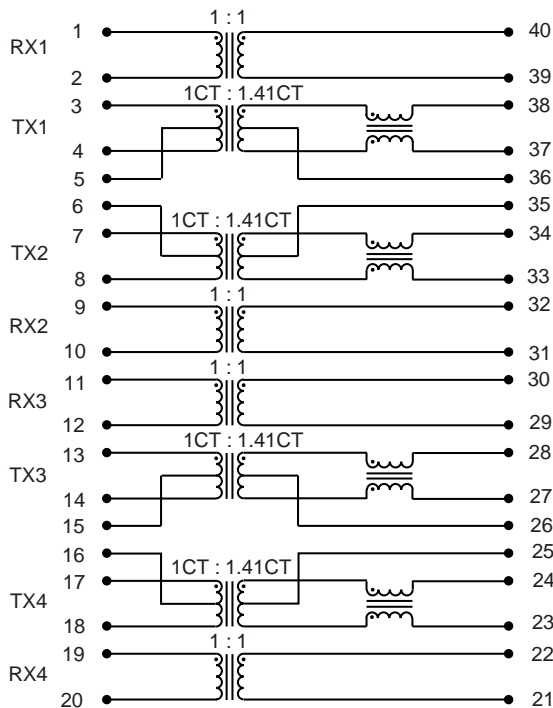 1 : 1
1 40
RX1
2 39
1CT : 1.41CT
3 38
TX1
4 37
5 36
6 35
1CT : 1.41CT
7 34
TX2
8 33
1 : 1
9 32
RX2
10 31
1 : 1
11 30
RX3
12 29
1CT : 1.41CT
13 28
TX3
14 27
15 26
16 25
1CT : 1.41CT
17 24
TX4
18 23
1 : 1
19 22
RX4
20 21